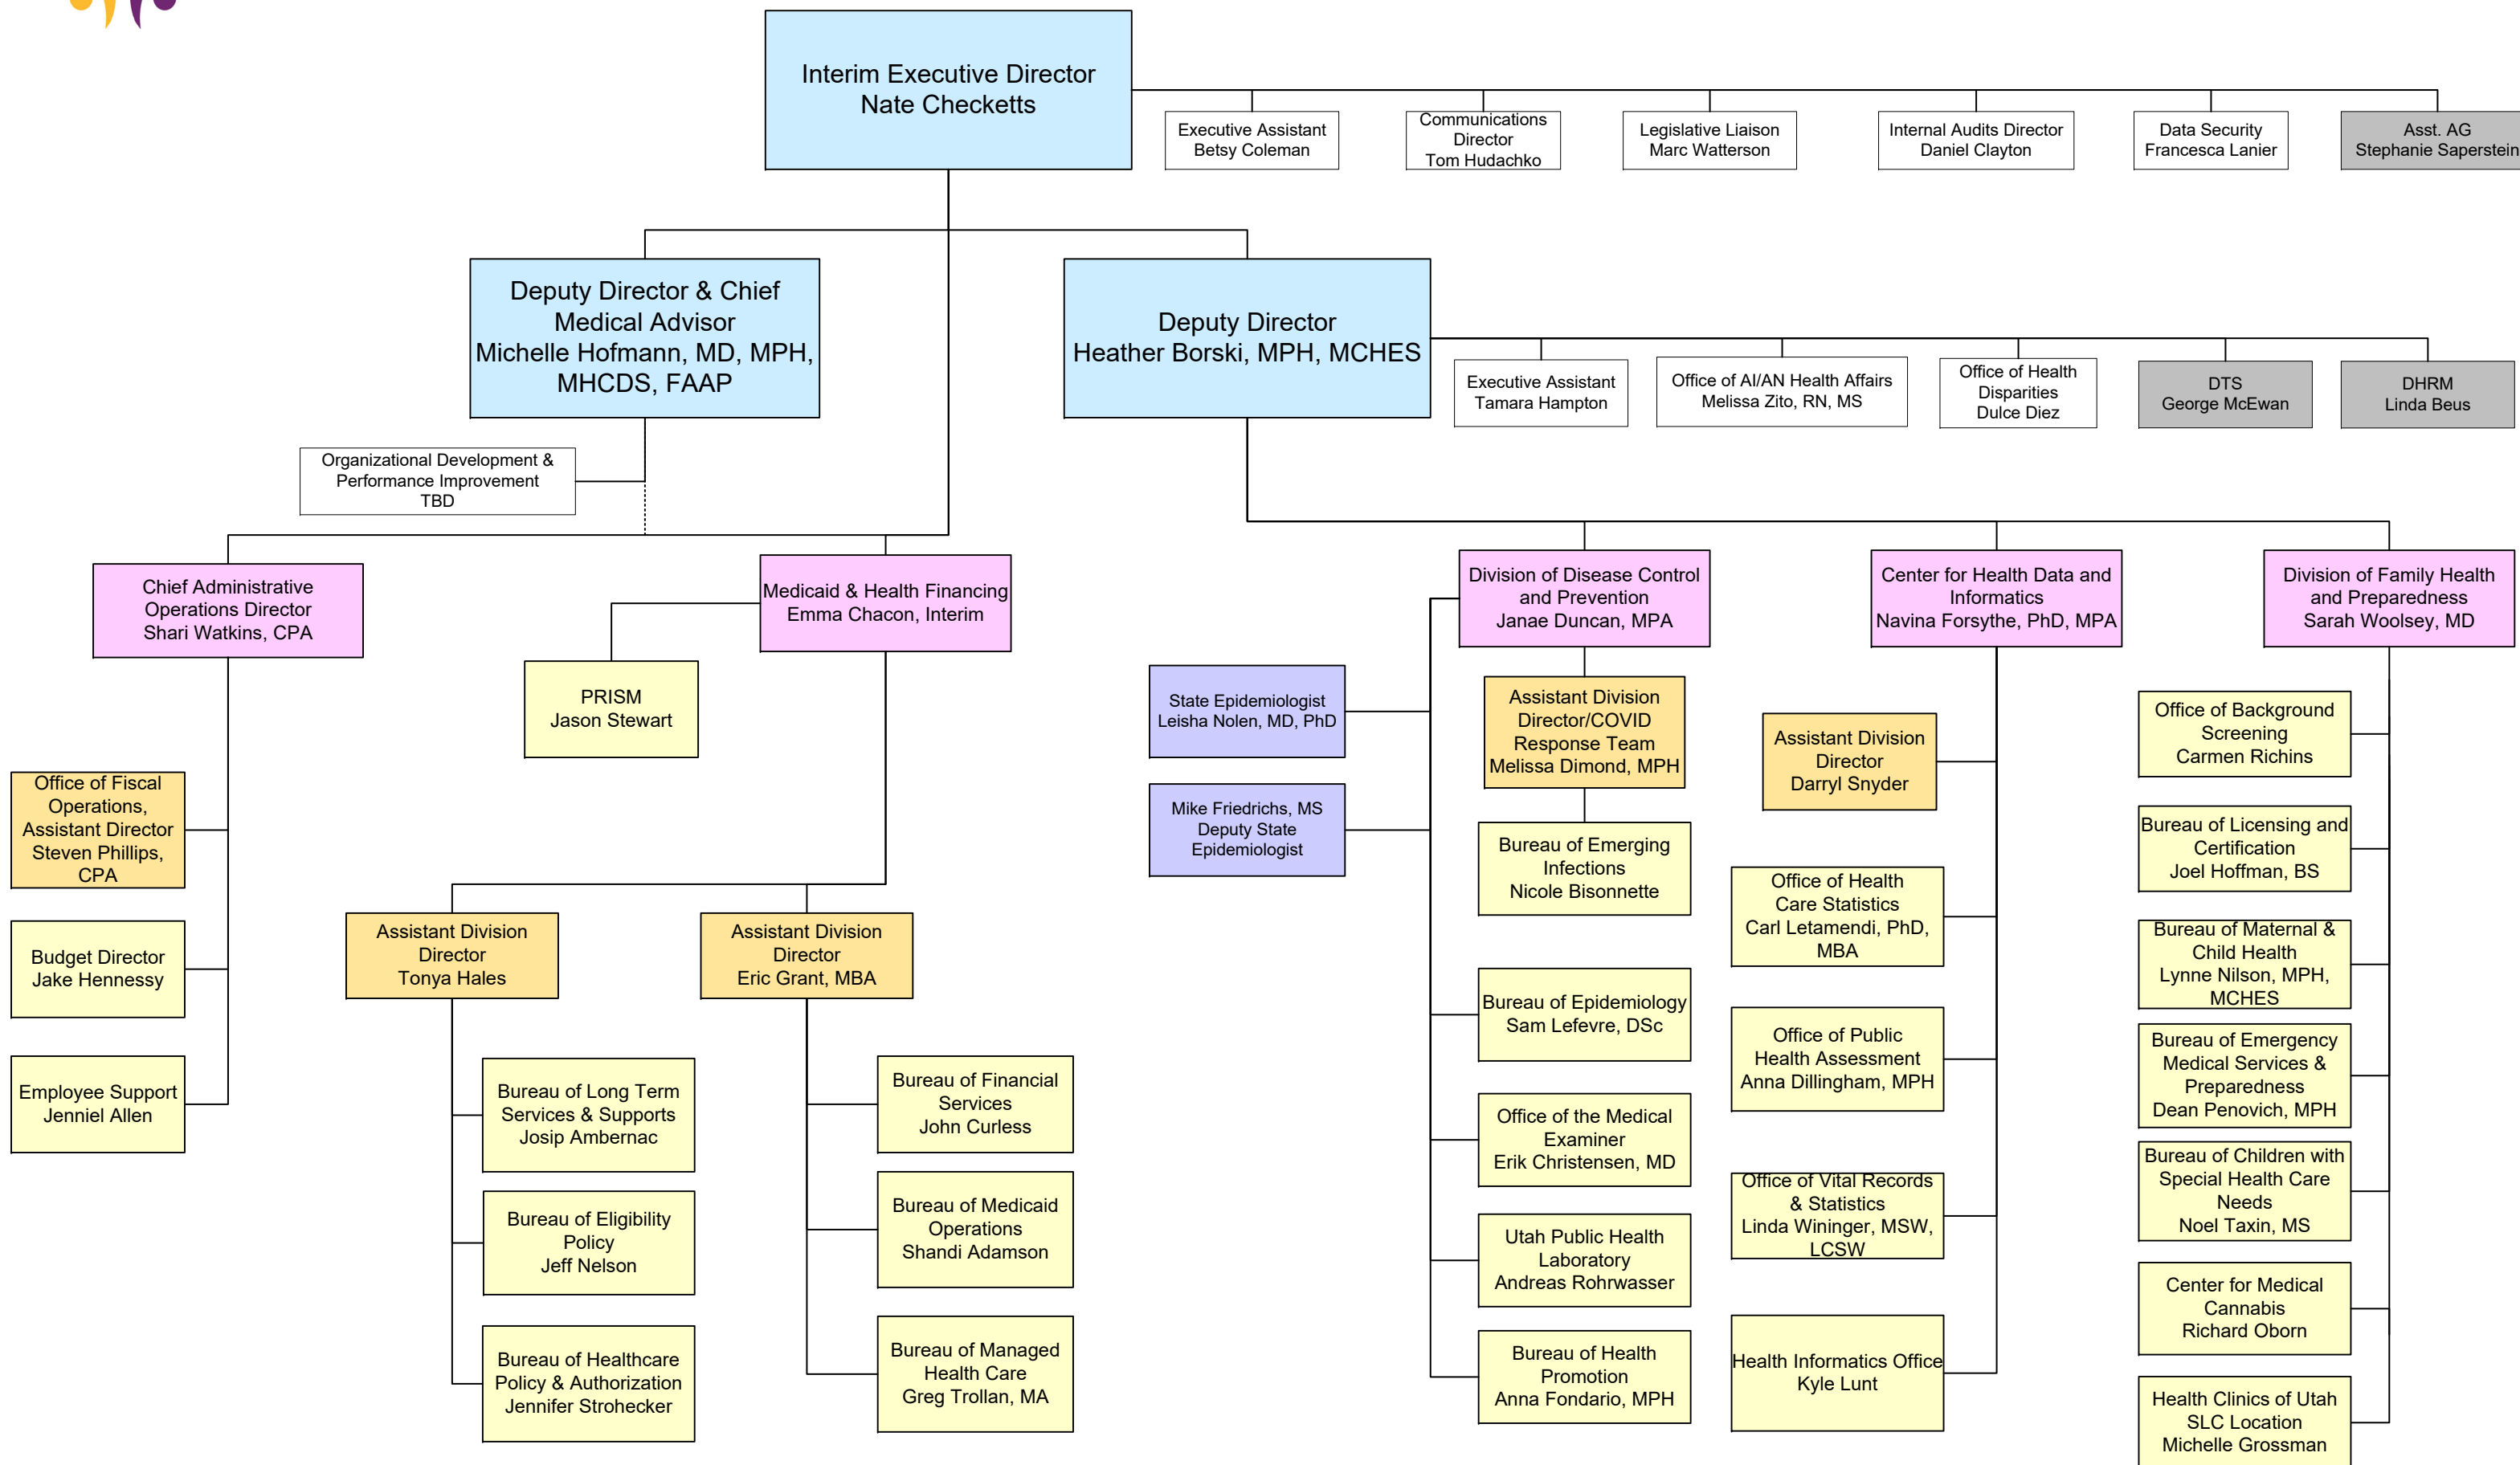 Interim Executive Director
Nate Checketts
Executive Assistant
Betsy Coleman
Communications
Director
Tom Hudachko
Legislative Liaison
Marc Watterson
Internal Audits Director
Daniel Clayton
Data Security
Francesca Lanier
Asst. AG
Stephanie Saperstein
Deputy Director & Chief
Medical Advisor
Michelle Hofmann, MD, MPH,
MHCDS, FAAP
Deputy Director
Heather Borski, MPH, MCHES
Executive Assistant
Tamara Hampton
Office of AI/AN Health Affairs
Melissa Zito, RN, MS
Office of Health
Disparities
Dulce Diez
DTS
George McEwan
DHRM
Linda Beus
Organizational Development &
Performance Improvement
TBD
Chief Administrative
Operations Director
Shari Watkins, CPA
Medicaid & Health Financing
Emma Chacon, Interim
Division of Disease Control
and Prevention
Janae Duncan, MPA
Center for Health Data and
Informatics
Navina Forsythe, PhD, MPA
Division of Family Health
and Preparedness
Sarah Woolsey, MD
PRISM
Jason Stewart
Office of Fiscal
Operations,
Assistant Director
Steven Phillips,
CPA
Budget Director
Jake Hennessy
Employee Support
Jenniel Allen
Assistant Division
Director
Tonya Hales
Bureau of Long Term
Services & Supports
Josip Ambernac
Bureau of Eligibility
Policy
Jeff Nelson
Bureau of Healthcare
Policy & Authorization
Jennifer Strohecker
Assistant Division
Director
Eric Grant, MBA
Bureau of Financial
Services
John Curless
Bureau of Medicaid
Operations
Shandi Adamson
Bureau of Managed
Health Care
Greg Trollan, MA
State Epidemiologist
Leisha Nolen, MD, PhD
Mike Friedrichs, MS
Deputy State
Epidemiologist
Assistant Division
Director/COVID
Response Team
Melissa Dimond, MPH
Bureau of Emerging
Infections
Nicole Bisonnette
Bureau of Epidemiology
Sam Lefevre, DSc
Office of the Medical
Examiner
Erik Christensen, MD
Utah Public Health
Laboratory
Andreas Rohrwasser
Bureau of Health
Promotion
Anna Fondario, MPH
Assistant Division
Director
Darryl Snyder
Office of Health
Care Statistics
Carl Letamendi, PhD,
MBA
Office of Public
Health Assessment
Anna Dillingham, MPH
Office of Vital Records
& Statistics
Linda Wininger, MSW,
LCSW
Health Informatics Office
Kyle Lunt
Office of Background
Screening
Carmen Richins
Bureau of Licensing and
Certification
Joel Hoffman, BS
Bureau of Maternal &
Child Health
Lynne Nilson, MPH,
MCHES
Bureau of Emergency
Medical Services &
Preparedness
Dean Penovich, MPH
Bureau of Children with
Special Health Care
Needs
Noel Taxin, MS
Center for Medical
Cannabis
Richard Oborn
Health Clinics of Utah
SLC Location
Michelle Grossman